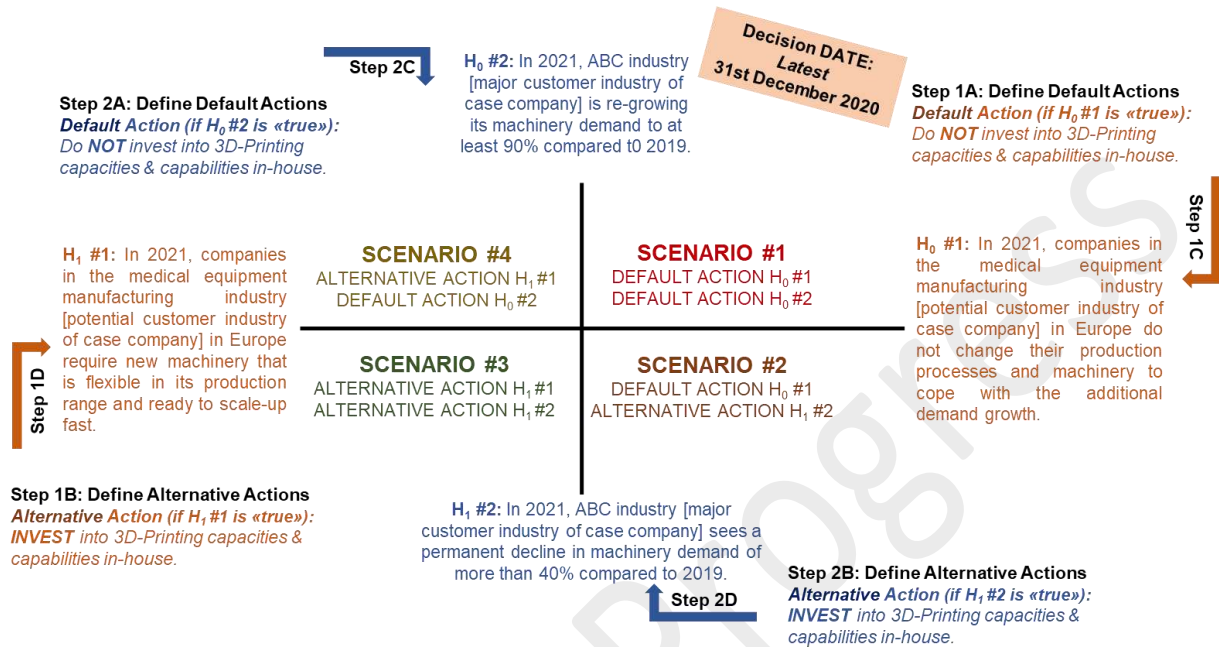 Decision DATE:
Latest
31st December 2020
Step 2C
H₀ #2: In 2021, ABC industry
[major customer industry of
case company] is re-growing
its machinery demand to at
least 90% compared t0 2019.
Step 2A: Define Default Actions
Default Action (if H₀ #2 is «true»):
Do NOT invest into 3D-Printing
capacities & capabilities in-house.
Step 1A: Define Default Actions
Default Action (if H₀ #1 is «true»):
Do NOT invest into 3D-Printing
capacities & capabilities in-house.
Step 1C
H₁ #1: In 2021, companies
in the medical equipment
manufacturing industry
[potential customer industry
of case company] in Europe
require new machinery that
is flexible in its production
range and ready to scale-up
fast.
Step 1D
SCENARIO #4
ALTERNATIVE ACTION H₁ #1
DEFAULT ACTION H₀ #2
SCENARIO #1
DEFAULT ACTION H₀ #1
DEFAULT ACTION H₀ #2
H₀ #1: In 2021, companies in
the medical equipment
manufacturing industry
[potential customer industry of
case company] in Europe do
not change their production
processes and machinery to
cope with the additional
demand growth.
SCENARIO #3
ALTERNATIVE ACTION H₁ #1
ALTERNATIVE ACTION H₁ #2
SCENARIO #2
DEFAULT ACTION H₀ #1
ALTERNATIVE ACTION H₁ #2
Step 1B: Define Alternative Actions
Alternative Action (if H₁ #1 is «true»):
INVEST into 3D-Printing capacities &
capabilities in-house.
H₁ #2: In 2021, ABC industry [major
customer industry of case company] sees a
permanent decline in machinery demand of
more than 40% compared to 2019.
Step 2D
Step 2B: Define Alternative Actions
Alternative Action (if H₁ #2 is «true»):
INVEST into 3D-Printing capacities &
capabilities in-house.
Progress